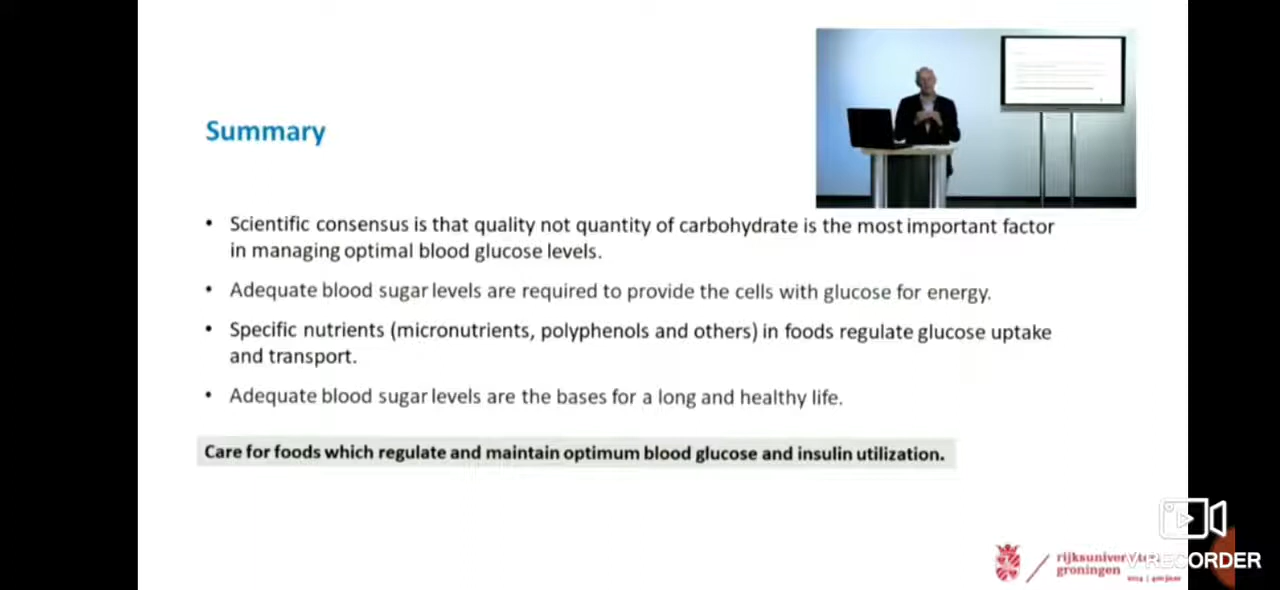 Summary
• Scientific consensus is that quality not quantity of carbohydrate is the most important factor
in managing optimal blood glucose levels.
• Adequate blood sugar levels are required to provide the cells with glucose for energy.
• Specific nutrients (micronutrients, polyphenols and others) in foods regulate glucose uptake
and transport.
• Adequate blood sugar levels are the bases for a long and healthy life.
Care for foods which regulate and maintain optimum blood glucose and insulin utilization.
groningen
RECORDER